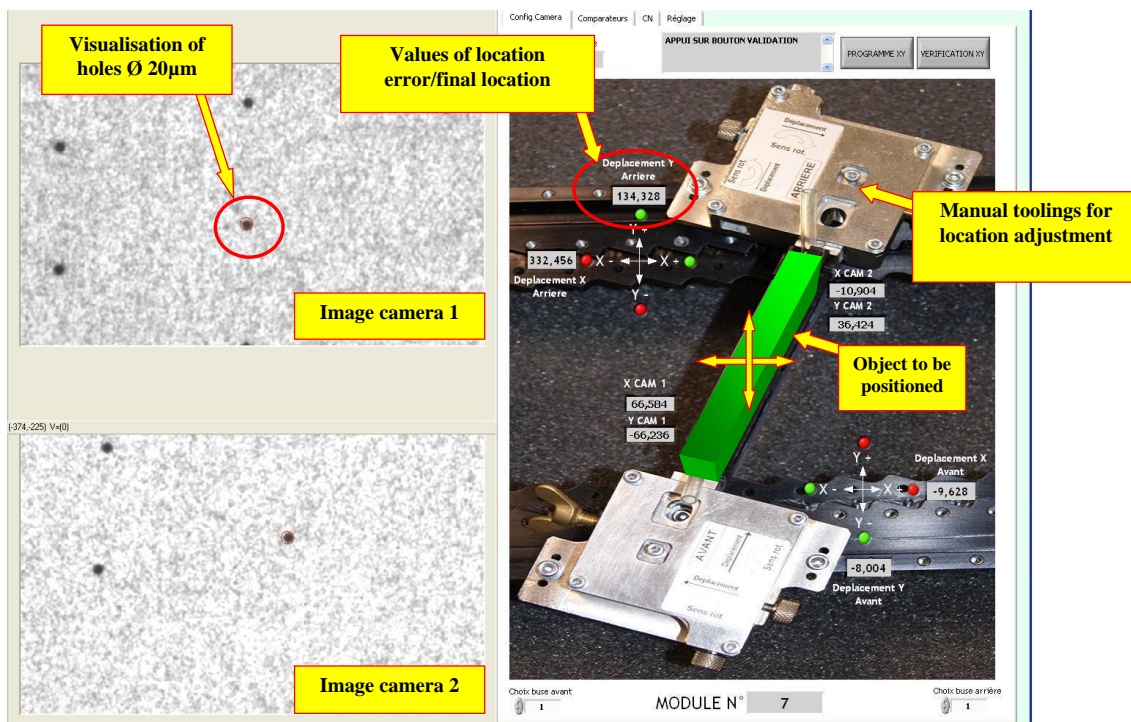 Config Camera
Comparateurs
CN
Réglage
Visualisation of
holes Ø 20µm
Values of location
error/final location
APPUI SUR BOUTON VALIDATION
PROGRAMME XY
VERIFICATION XY
Image camera 1
Deplacement Y
Arriere
134,328
Y +
332,456
X -
X +
Deplacement X
Arriere
Y -
Deplacement
Sens rot.
Sens rot.
Deplacement
ARRIERE
Manual toolings for
location adjustment
X CAM 2
-10,904
Y CAM 2
36,424
Object to be
positioned
X CAM 1
66,584
Y CAM 1
-66,236
(-374,-225) V=(0)
Y +
Deplacement X
Avant
X -
X +
-9,628
Y -
-8,004
Deplacement Y
Avant
AVANT
Deplacement
Sens rot.
Deplacement
Sens rot.
Image camera 2
Choix buse avant
1
MODULE N°
7
Choix buse arrière
1